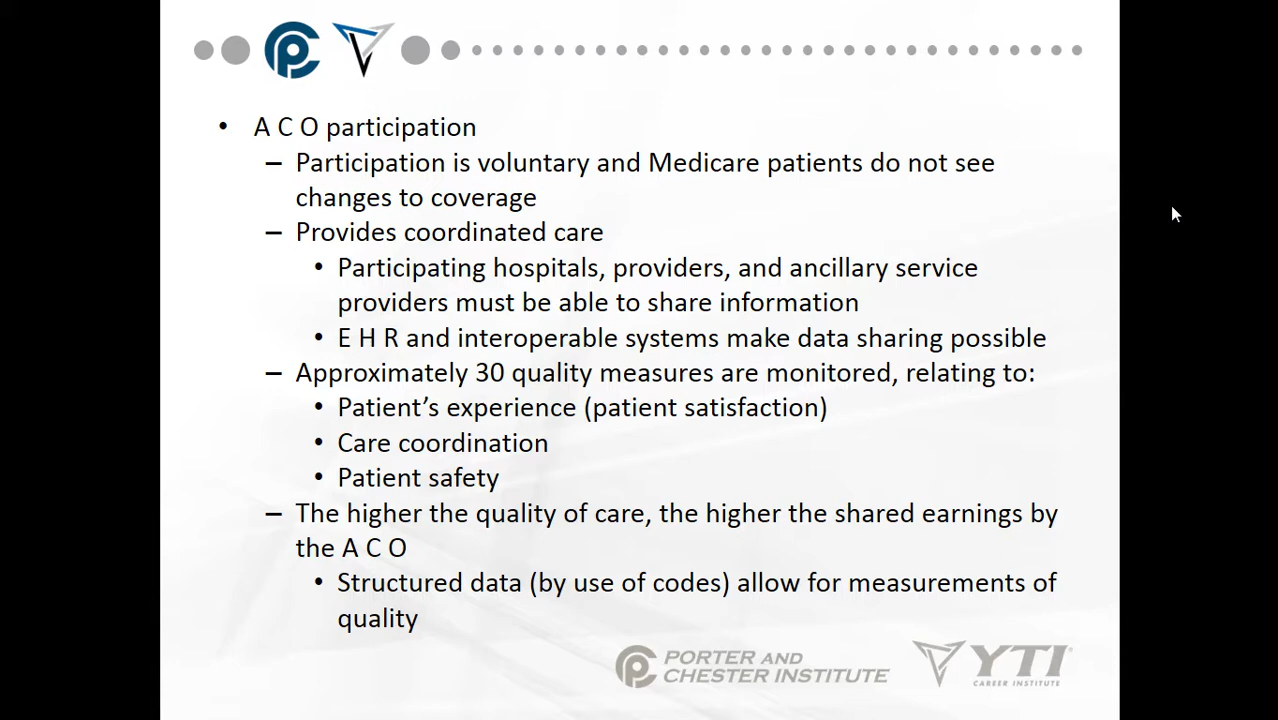 • A C O participation
– Participation is voluntary and Medicare patients do not see
changes to coverage
– Provides coordinated care
• Participating hospitals, providers, and ancillary service
providers must be able to share information
• E H R and interoperable systems make data sharing possible
– Approximately 30 quality measures are monitored, relating to:
• Patient’s experience (patient satisfaction)
• Care coordination
• Patient safety
– The higher the quality of care, the higher the shared earnings by
the A C O
• Structured data (by use of codes) allow for measurements of
quality
PORTER AND
CHESTER INSTITUTE
YTI
CAREER INSTITUTE